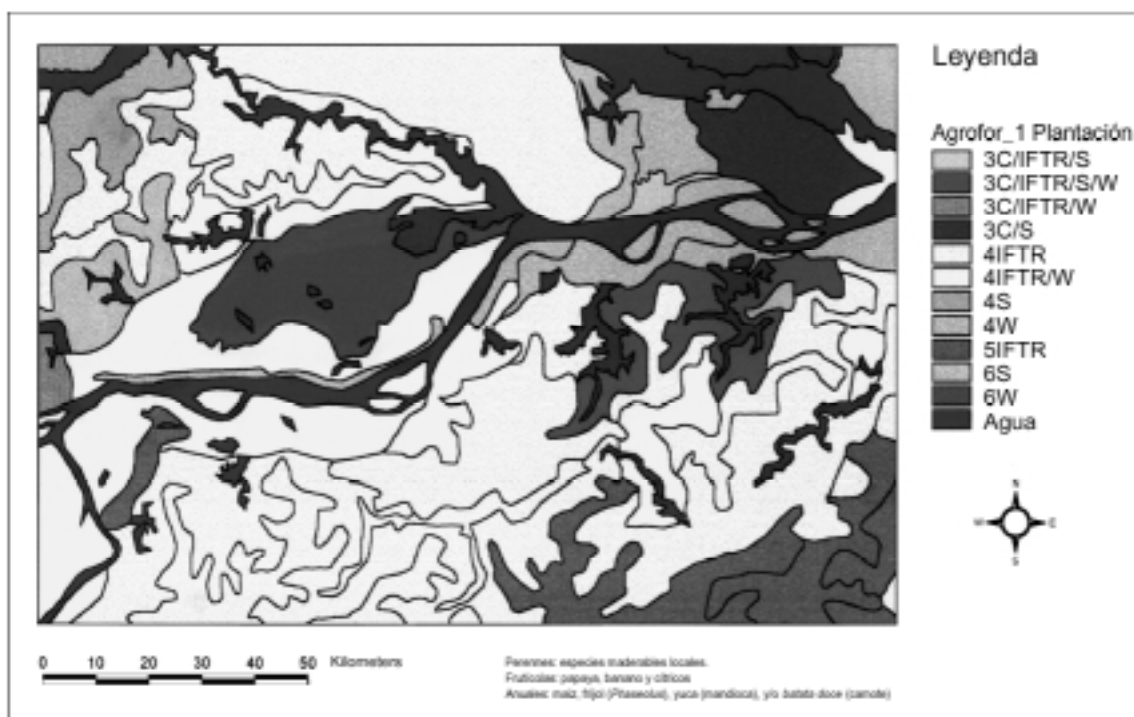 Leyenda
Agrofor_1 Plantación
3C/IFTR/S
3C/IFTR/S/W
3C/IFTR/W
3C/S
4IFTR
4IFTR/W
4S
4W
5IFTR
6S
6W
Agua
N
W E
S
0 10 20 30 40 50 Kilometers
Perennes: especies maderables locales.
Frutícolas: papaya, banano y cítricos
Anuales: maíz, frijol (Phaseolus), yuca (mandioca), y/o batata doce (camote)